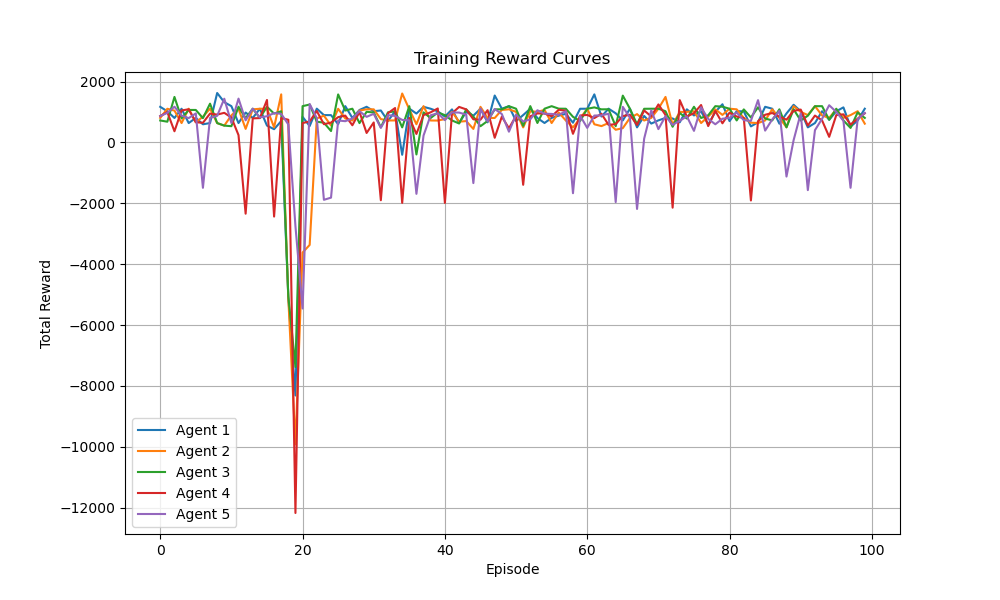 Training Reward Curves
2000
0
−2000
−4000
−6000
−8000
−10000
−12000
Total Reward
Agent 1
Agent 2
Agent 3
Agent 4
Agent 5
0 20 40 60 80 100
Episode